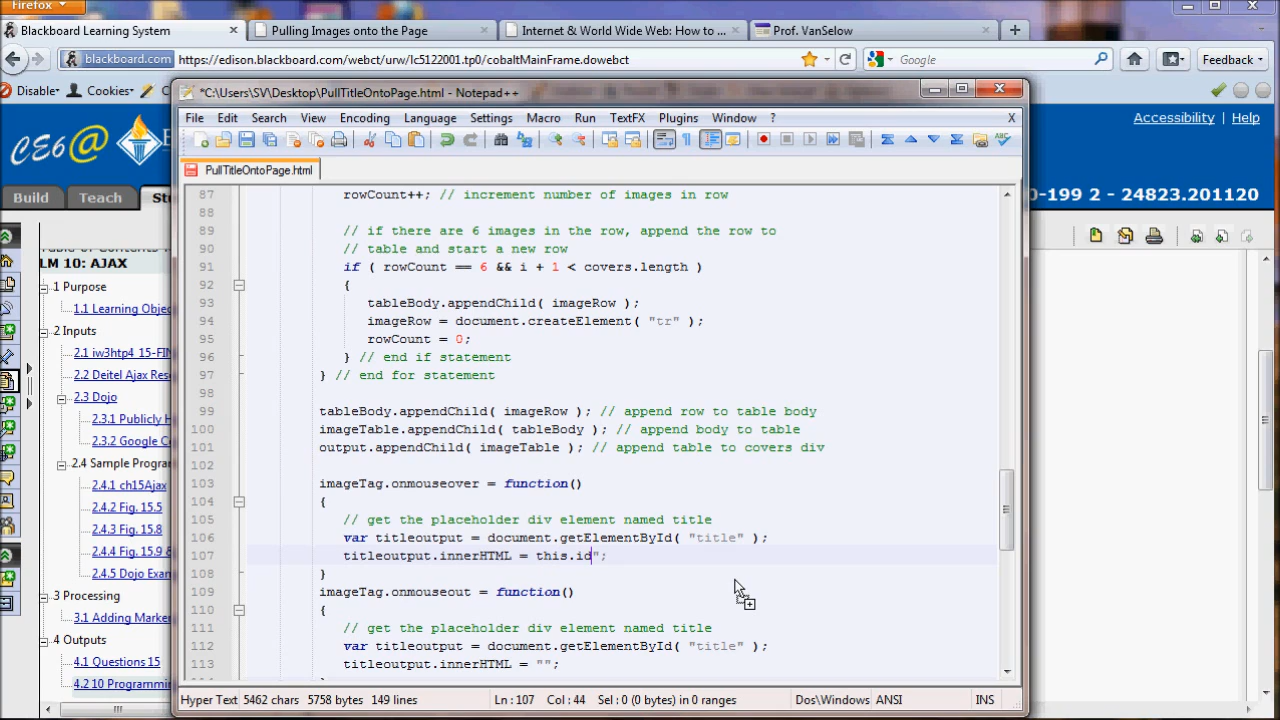 Firefox
Blackboard Learning System
Pulling Images onto the Page
Internet & World Wide Web: How to ...
Prof. VanSelow
blackboard.com
https://edison.blackboard.com/webct/urw/lc5122001.tp0/cobaltMainFrame.dowebct
Google
Feedback
Disable
Cookies
*C:\Users\SV\Desktop\PullTitleOntoPage.html - Notepad++
Accessibility | Help
File Edit Search View Encoding Language Settings Macro Run TextFX Plugins Window ? X
CE6@
PullTitleOntoPage.html
Build Teach
0-199 2 - 24823.201120
87 rowCount++; // increment number of images in row
88
89 // if there are 6 images in the row, append the row to
90 // table and start a new row
91 if ( rowCount == 6 && i + 1 < covers.length )
92 {
93 tableBody.appendChild( imageRow );
94 imageRow = document.createElement( "tr" );
95 rowCount = 0;
96 } // end if statement
97 } // end for statement
98
99 tableBody.appendChild( imageRow ); // append row to table body
100 imageTable.appendChild( tableBody ); // append body to table
101 output.appendChild( imageTable ); // append table to covers div
102
103 imageTag.onmouseover = function()
104 {
105 // get the placeholder div element named title
106 var titleoutput = document.getElementById( "title" );
107 titleoutput.innerHTML = this.id";
108 }
109 imageTag.onmouseout = function()
110 {
111 // get the placeholder div element named title
112 var titleoutput = document.getElementById( "title" );
113 titleoutput.innerHTML = "";
LM 10: AJAX
1 Purpose
1.1 Learning Obje
2 Inputs
2.1 iw3htp4 15-FIN
2.2 Deitel Ajax Res
2.3 Dojo
2.3.1 Publicly H
2.3.2 Google C
2.4 Sample Progra
2.4.1 ch15Ajax
2.4.2 Fig. 15.5
2.4.3 Fig. 15.8
2.4.4 Fig. 15.9 &
2.4.5 Dojo Exam
3 Processing
3.1 Adding Marke
4 Outputs
4.1 Questions 15
4.2 10 Programmi
Hyper Text 5462 chars 5758 bytes 149 lines Ln : 107 Col : 44 Sel : 0 (0 bytes) in 0 ranges Dos\Windows ANSI INS